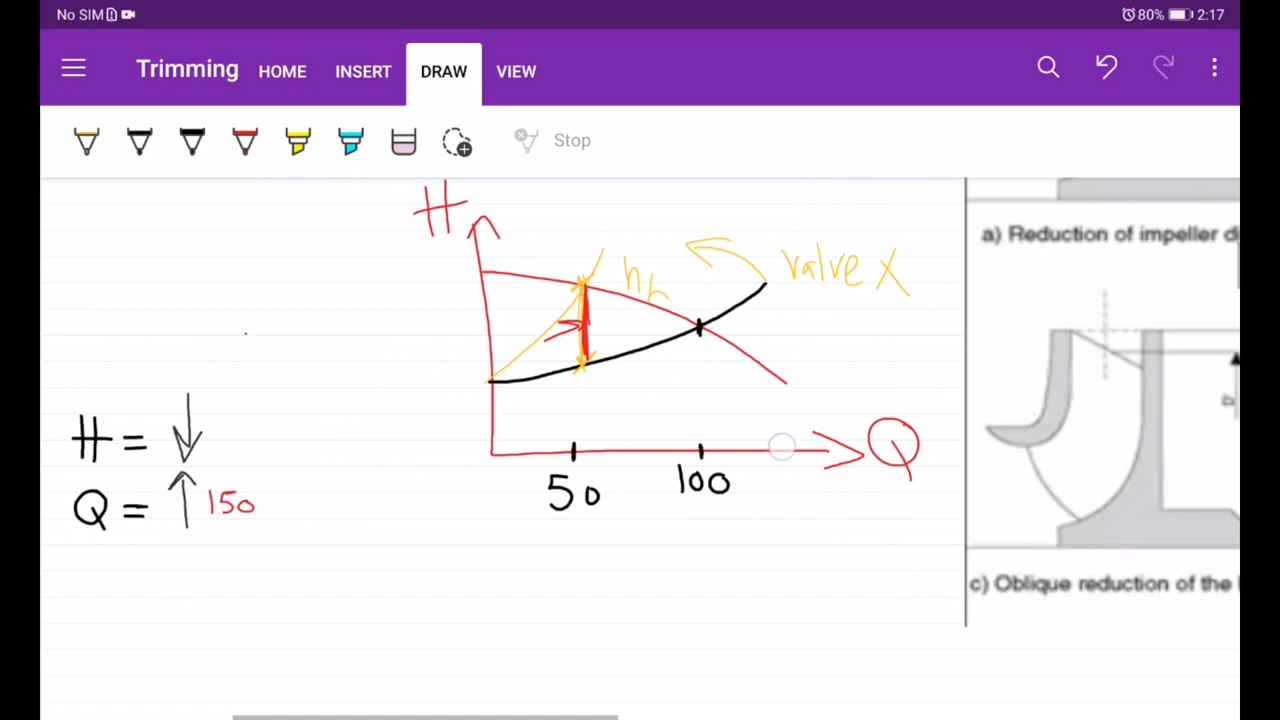 No SIM 80% 2:17
Trimming HOME INSERT DRAW VIEW
Stop
H
a) Reduction of impeller d
valve X
h_L
H = ↓
Q
Q = ↑ 150
50 100
c) Oblique reduction of the